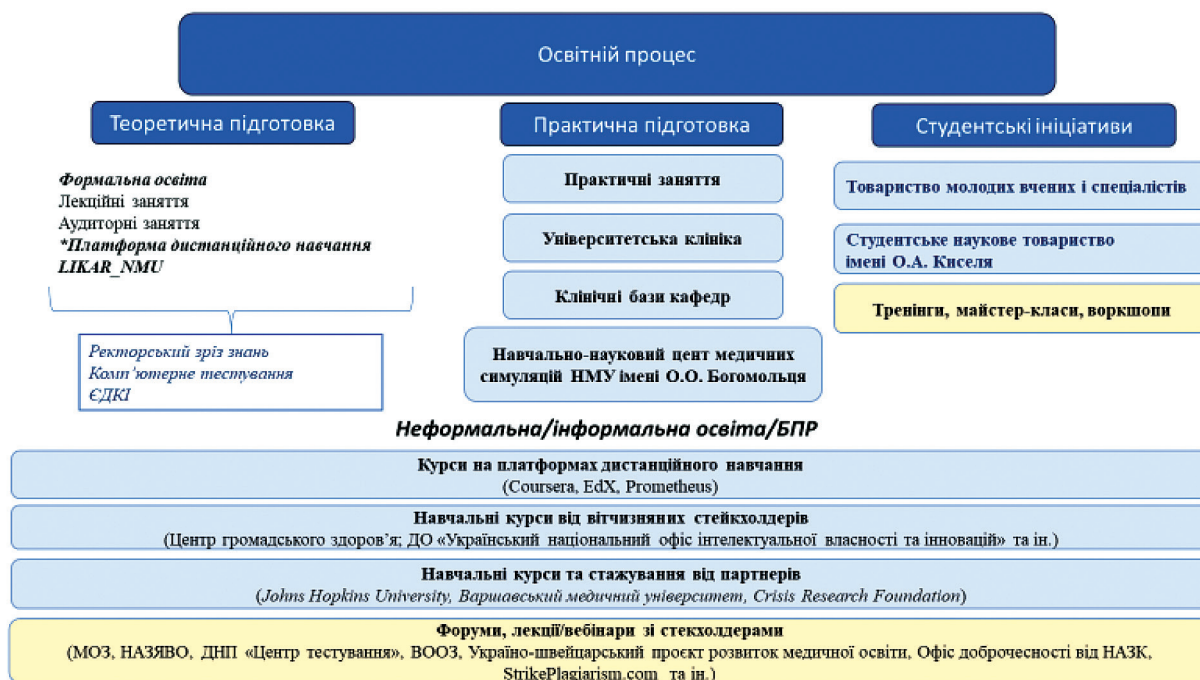 Освітній процес
Теоретична підготовка
Формальна освіта
Лекційні заняття
Аудиторні заняття
*Платформа дистанційного навчання
LIKAR_NMU
Ректорський зріз знань
Комп’ютерне тестування
ЄДКІ
Практична підготовка
Практичні заняття
Університетська клініка
Клінічні бази кафедр
Навчально-науковий цент медичних
симуляцій НМУ імені О.О. Богомольця
Студентські ініціативи
Товариство молодих вчених і спеціалістів
Студентське наукове товариство
імені О.А. Киселя
Тренінги, майстер-класи, воркшопи
Неформальна/інформальна освіта/БПР
Курси на платформах дистанційного навчання
(Coursera, EdX, Prometheus)
Навчальні курси від вітчизняних стейкхолдерів
(Центр громадського здоров’я; ДО «Український національний офіс інтелектуальної власності та інновацій» та ін.)
Навчальні курси та стажування від партнерів
(Johns Hopkins University, Варшавський медичний університет, Crisis Research Foundation)
Форуми, лекції/вебінари зі стекхолдерами
(МОЗ, НАЗЯВО, ДНП «Центр тестування», ВООЗ, Україно-швейцарський проєкт розвиток медичної освіти, Офіс доброчесності від НАЗК,
StrikePlagiarism.com та ін.)